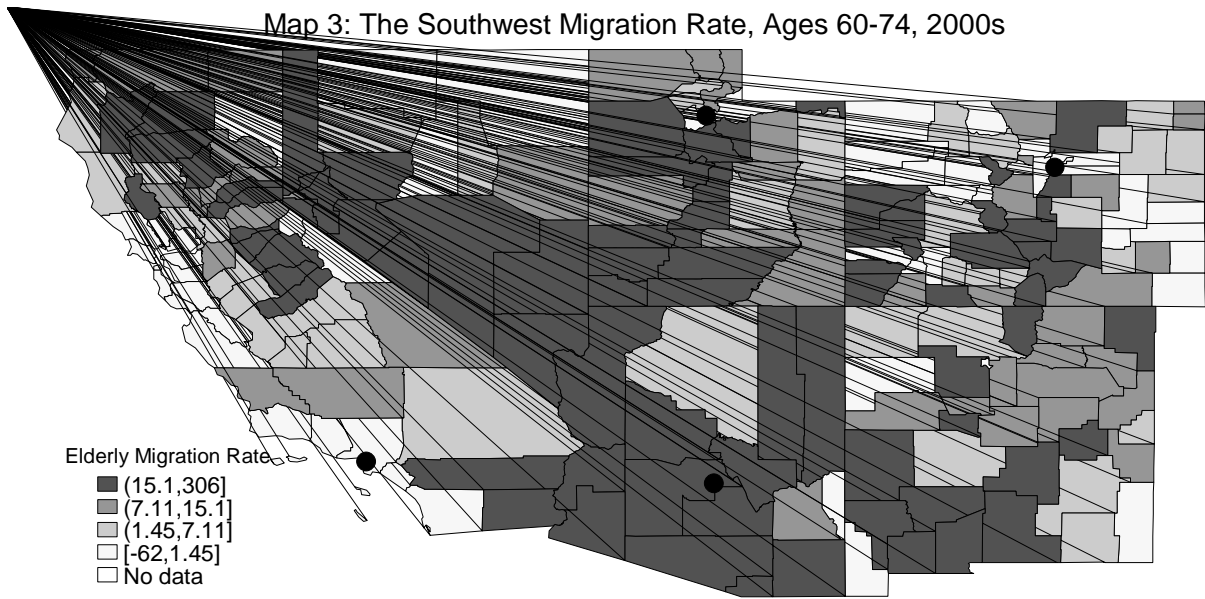 Map 3: The Southwest Migration Rate, Ages 60-74, 2000s
Elderly Migration Rate
(15.1,306]
(7.11,15.1]
(1.45,7.11]
[-62,1.45]
No data